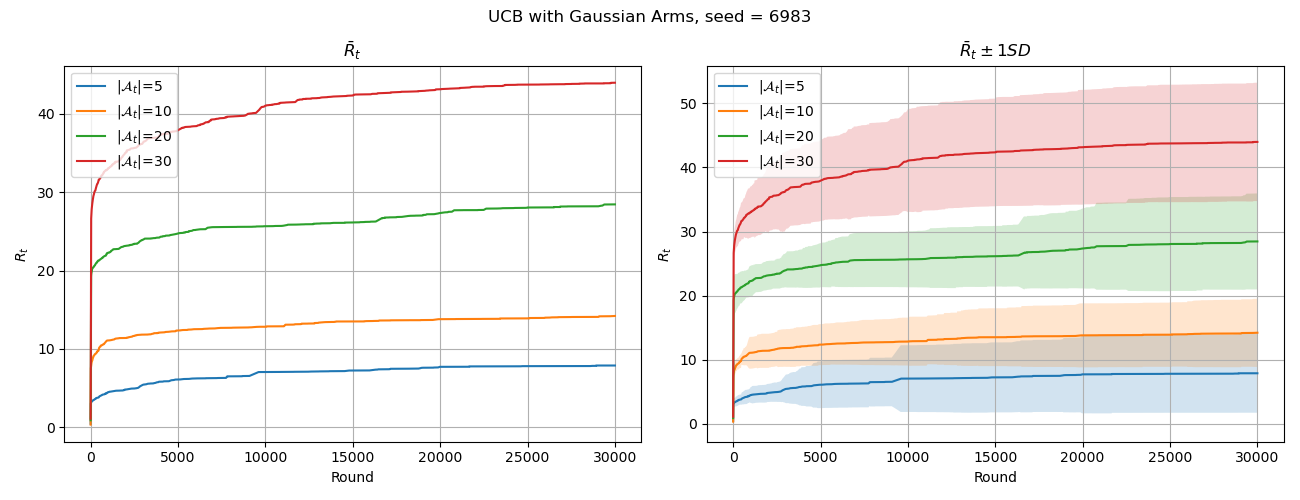 UCB with Gaussian Arms, seed = 6983
R̄ₜ
|𝒜ₜ|=5
|𝒜ₜ|=10
|𝒜ₜ|=20
|𝒜ₜ|=30
40
30
20
10
0
Rₜ
0 5000 10000 15000 20000 25000 30000
Round
R̄ₜ ± 1SD
|𝒜ₜ|=5
|𝒜ₜ|=10
|𝒜ₜ|=20
|𝒜ₜ|=30
50
40
30
20
10
0
Rₜ
0 5000 10000 15000 20000 25000 30000
Round